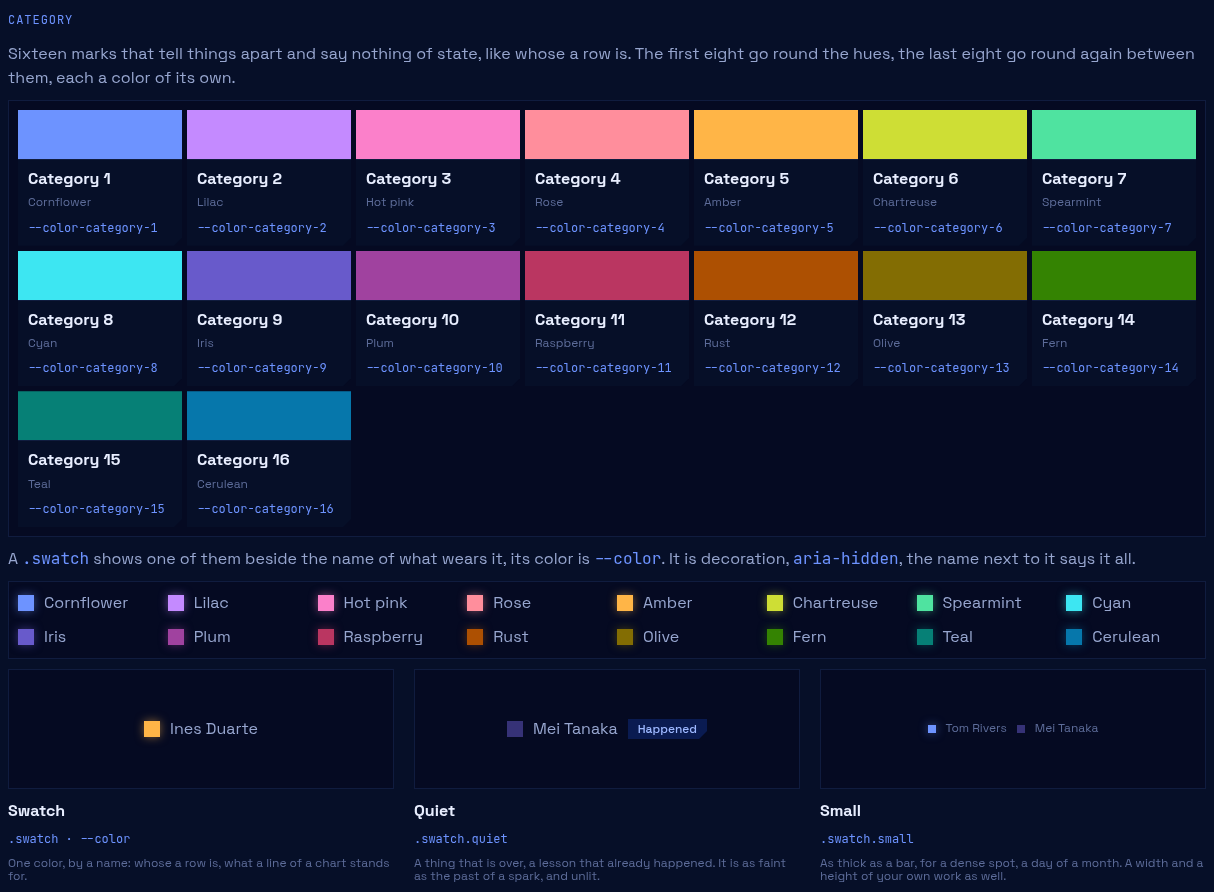 CATEGORY
Sixteen marks that tell things apart and say nothing of state, like whose a row is. The first eight go round the hues, the last eight go round again between
them, each a color of its own.
Category 1 Category 2 Category 3 Category 4 Category 5 Category 6 Category 7
Cornflower Lilac Hot pink Rose Amber Chartreuse Spearmint
--color-category-1 --color-category-2 --color-category-3 --color-category-4 --color-category-5 --color-category-6 --color-category-7
Category 8 Category 9 Category 10 Category 11 Category 12 Category 13 Category 14
Cyan Iris Plum Raspberry Rust Olive Fern
--color-category-8 --color-category-9 --color-category-10 --color-category-11 --color-category-12 --color-category-13 --color-category-14
Category 15 Category 16
Teal Cerulean
--color-category-15 --color-category-16
A .swatch shows one of them beside the name of what wears it, its color is --color. It is decoration, aria-hidden, the name next to it says it all.
Cornflower Lilac Hot pink Rose Amber Chartreuse Spearmint Cyan
Iris Plum Raspberry Rust Olive Fern Teal Cerulean
Ines Duarte
Mei Tanaka Happened
Tom Rivers Mei Tanaka
Swatch
.swatch · --color
One color, by a name: whose a row is, what a line of a chart stands
for.
Quiet
.swatch.quiet
A thing that is over, a lesson that already happened. It is as faint
as the past of a spark, and unlit.
Small
.swatch.small
As thick as a bar, for a dense spot, a day of a month. A width and a
height of your own work as well.